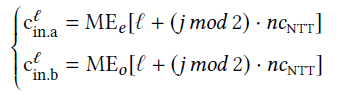 c^ℓ_in.a = ME_e[ℓ + (j mod 2) · nc_NTT]
c^ℓ_in.b = ME_o[ℓ + (j mod 2) · nc_NTT]